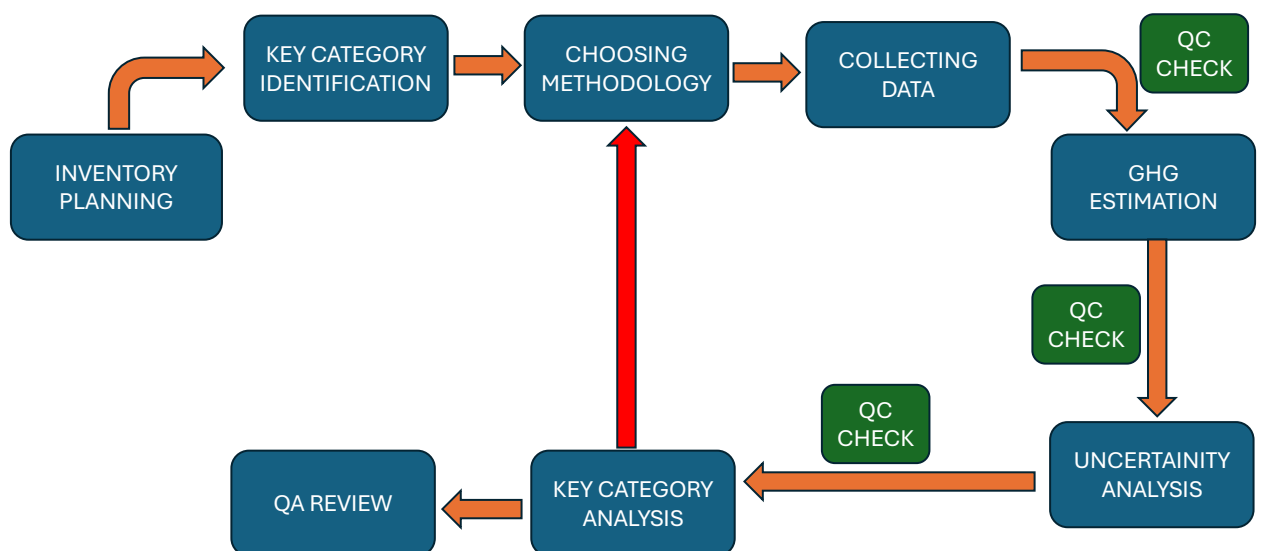 INVENTORY
PLANNING
KEY CATEGORY
IDENTIFICATION
CHOOSING
METHODOLOGY
COLLECTING
DATA
QC
CHECK
GHG
ESTIMATION
QC
CHECK
UNCERTAINITY
ANALYSIS
QC
CHECK
KEY CATEGORY
ANALYSIS
QA REVIEW